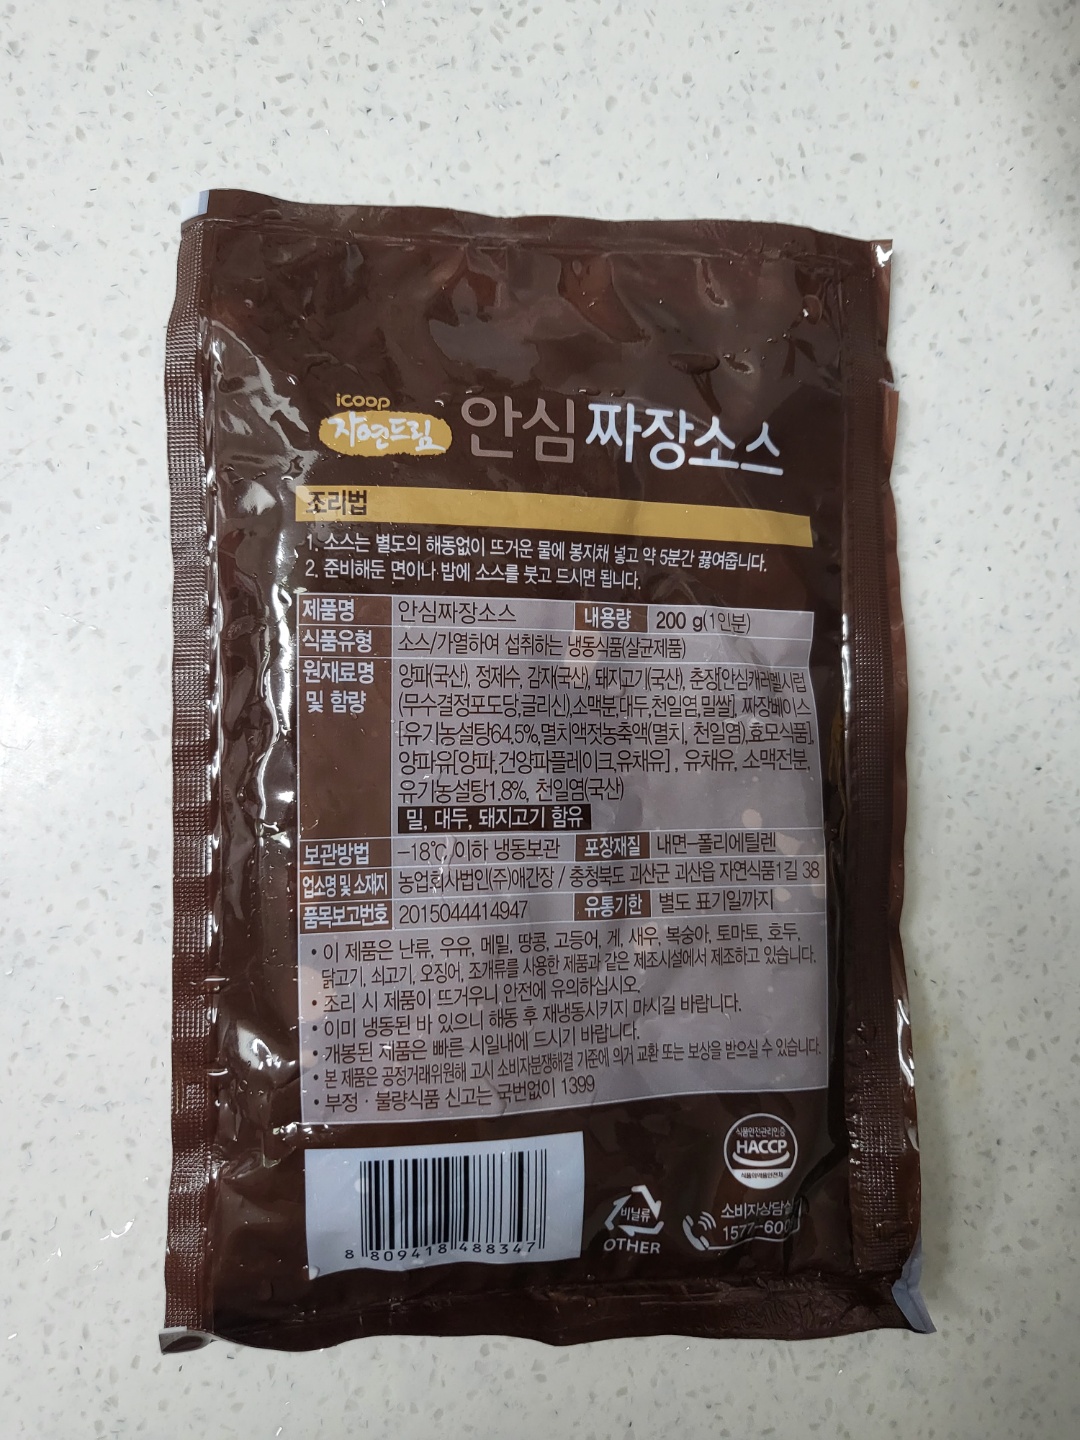 icoop
자연드림 안심 짜장소스
조리법
1. 소스는 별도의 해동없이 뜨거운 물에 봉지채 넣고 약 5분간 끓여줍니다.
2. 준비해둔 면이나 밥에 소스를 붓고 드시면 됩니다.
제품명 안심짜장소스 내용량 200 g(1인분)
식품유형 소스/가열하여 섭취하는 냉동식품(살균제품)
원재료명 양파(국산), 정제수, 감자(국산), 돼지고기(국산), 춘장[안심캐러멜시럽
및 함량 (무수결정포도당,글리신),소맥분,대두,천일염,밀쌀], 짜장베이스
[유기농설탕64.5%,멸치액젓농축액(멸치, 천일염),효모식품],
양파유[양파,건양파플레이크,유채유], 유채유, 소맥전분,
유기농설탕1.8%, 천일염(국산)
밀, 대두, 돼지고기 함유
보관방법 -18℃ 이하 냉동보관 포장재질 내면-폴리에틸렌
업소명 및 소재지 농업회사법인(주)애간장 / 충청북도 괴산군 괴산읍 자연식품1길 38
품목보고번호 2015044414947 유통기한 별도 표기일까지
• 이 제품은 난류, 우유, 메밀, 땅콩, 고등어, 게, 새우, 복숭아, 토마토, 호두,
닭고기, 쇠고기, 오징어, 조개류를 사용한 제품과 같은 제조시설에서 제조하고 있습니다.
• 조리 시 제품이 뜨거우니 안전에 유의하십시오.
• 이미 냉동된 바 있으니 해동 후 재냉동시키지 마시길 바랍니다.
• 개봉된 제품은 빠른 시일내에 드시기 바랍니다.
• 본 제품은 공정거래위원회 고시 소비자분쟁해결 기준에 의거 교환 또는 보상을 받으실 수 있습니다.
• 부정 · 불량식품 신고는 국번없이 1399
식품안전관리인증
HACCP
식품의약품안전처
8 809418 488347
비닐류
OTHER
소비자상담실
1577-60